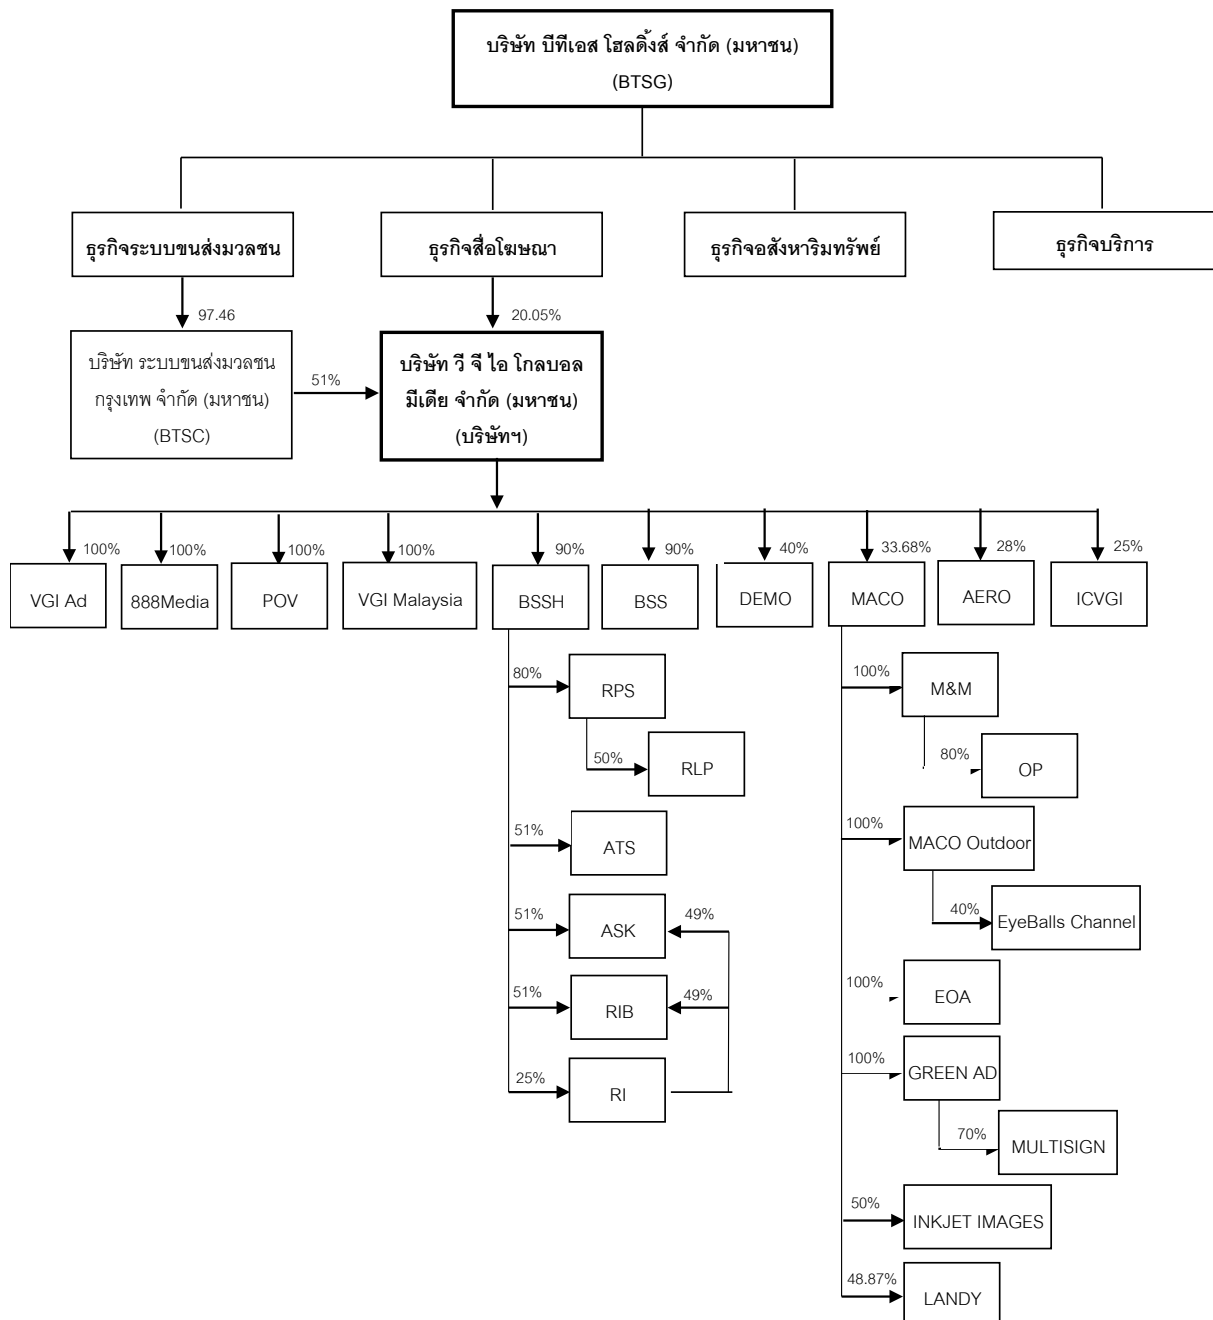 บริษัท บีทีเอส โฮลดิ้งส์ จำกัด (มหาชน)
(BTSG)
ธุรกิจระบบขนส่งมวลชน
ธุรกิจสื่อโฆษณา
ธุรกิจอสังหาริมทรัพย์
ธุรกิจบริการ
97.46
20.05%
บริษัท ระบบขนส่งมวลชน
กรุงเทพ จำกัด (มหาชน)
(BTSC)
51%
บริษัท วี จี ไอ โกลบอล
มีเดีย จำกัด (มหาชน)
(บริษัทฯ)
100%
100%
100%
100%
90%
90%
40%
33.68%
28%
25%
VGI Ad
888Media
POV
VGI Malaysia
BSSH
BSS
DEMO
MACO
AERO
ICVGI
80%
RPS
50%
RLP
51%
ATS
51%
ASK
49%
51%
RIB
49%
25%
RI
100%
M&M
80%
OP
100%
MACO Outdoor
40%
EyeBalls Channel
100%
EOA
100%
GREEN AD
70%
MULTISIGN
50%
INKJET IMAGES
48.87%
LANDY